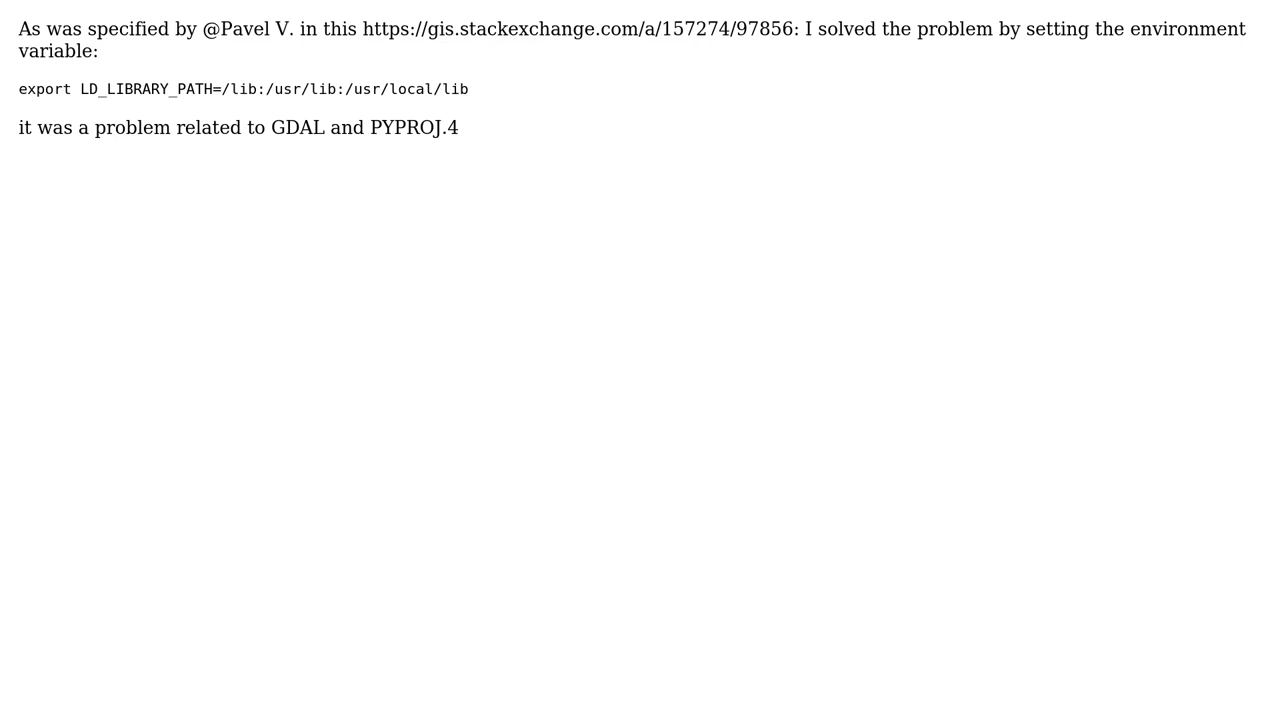 As was specified by @Pavel V. in this https://gis.stackexchange.com/a/157274/97856: I solved the problem by setting the environment
variable:
export LD_LIBRARY_PATH=/lib:/usr/lib:/usr/local/lib
it was a problem related to GDAL and PYPROJ.4